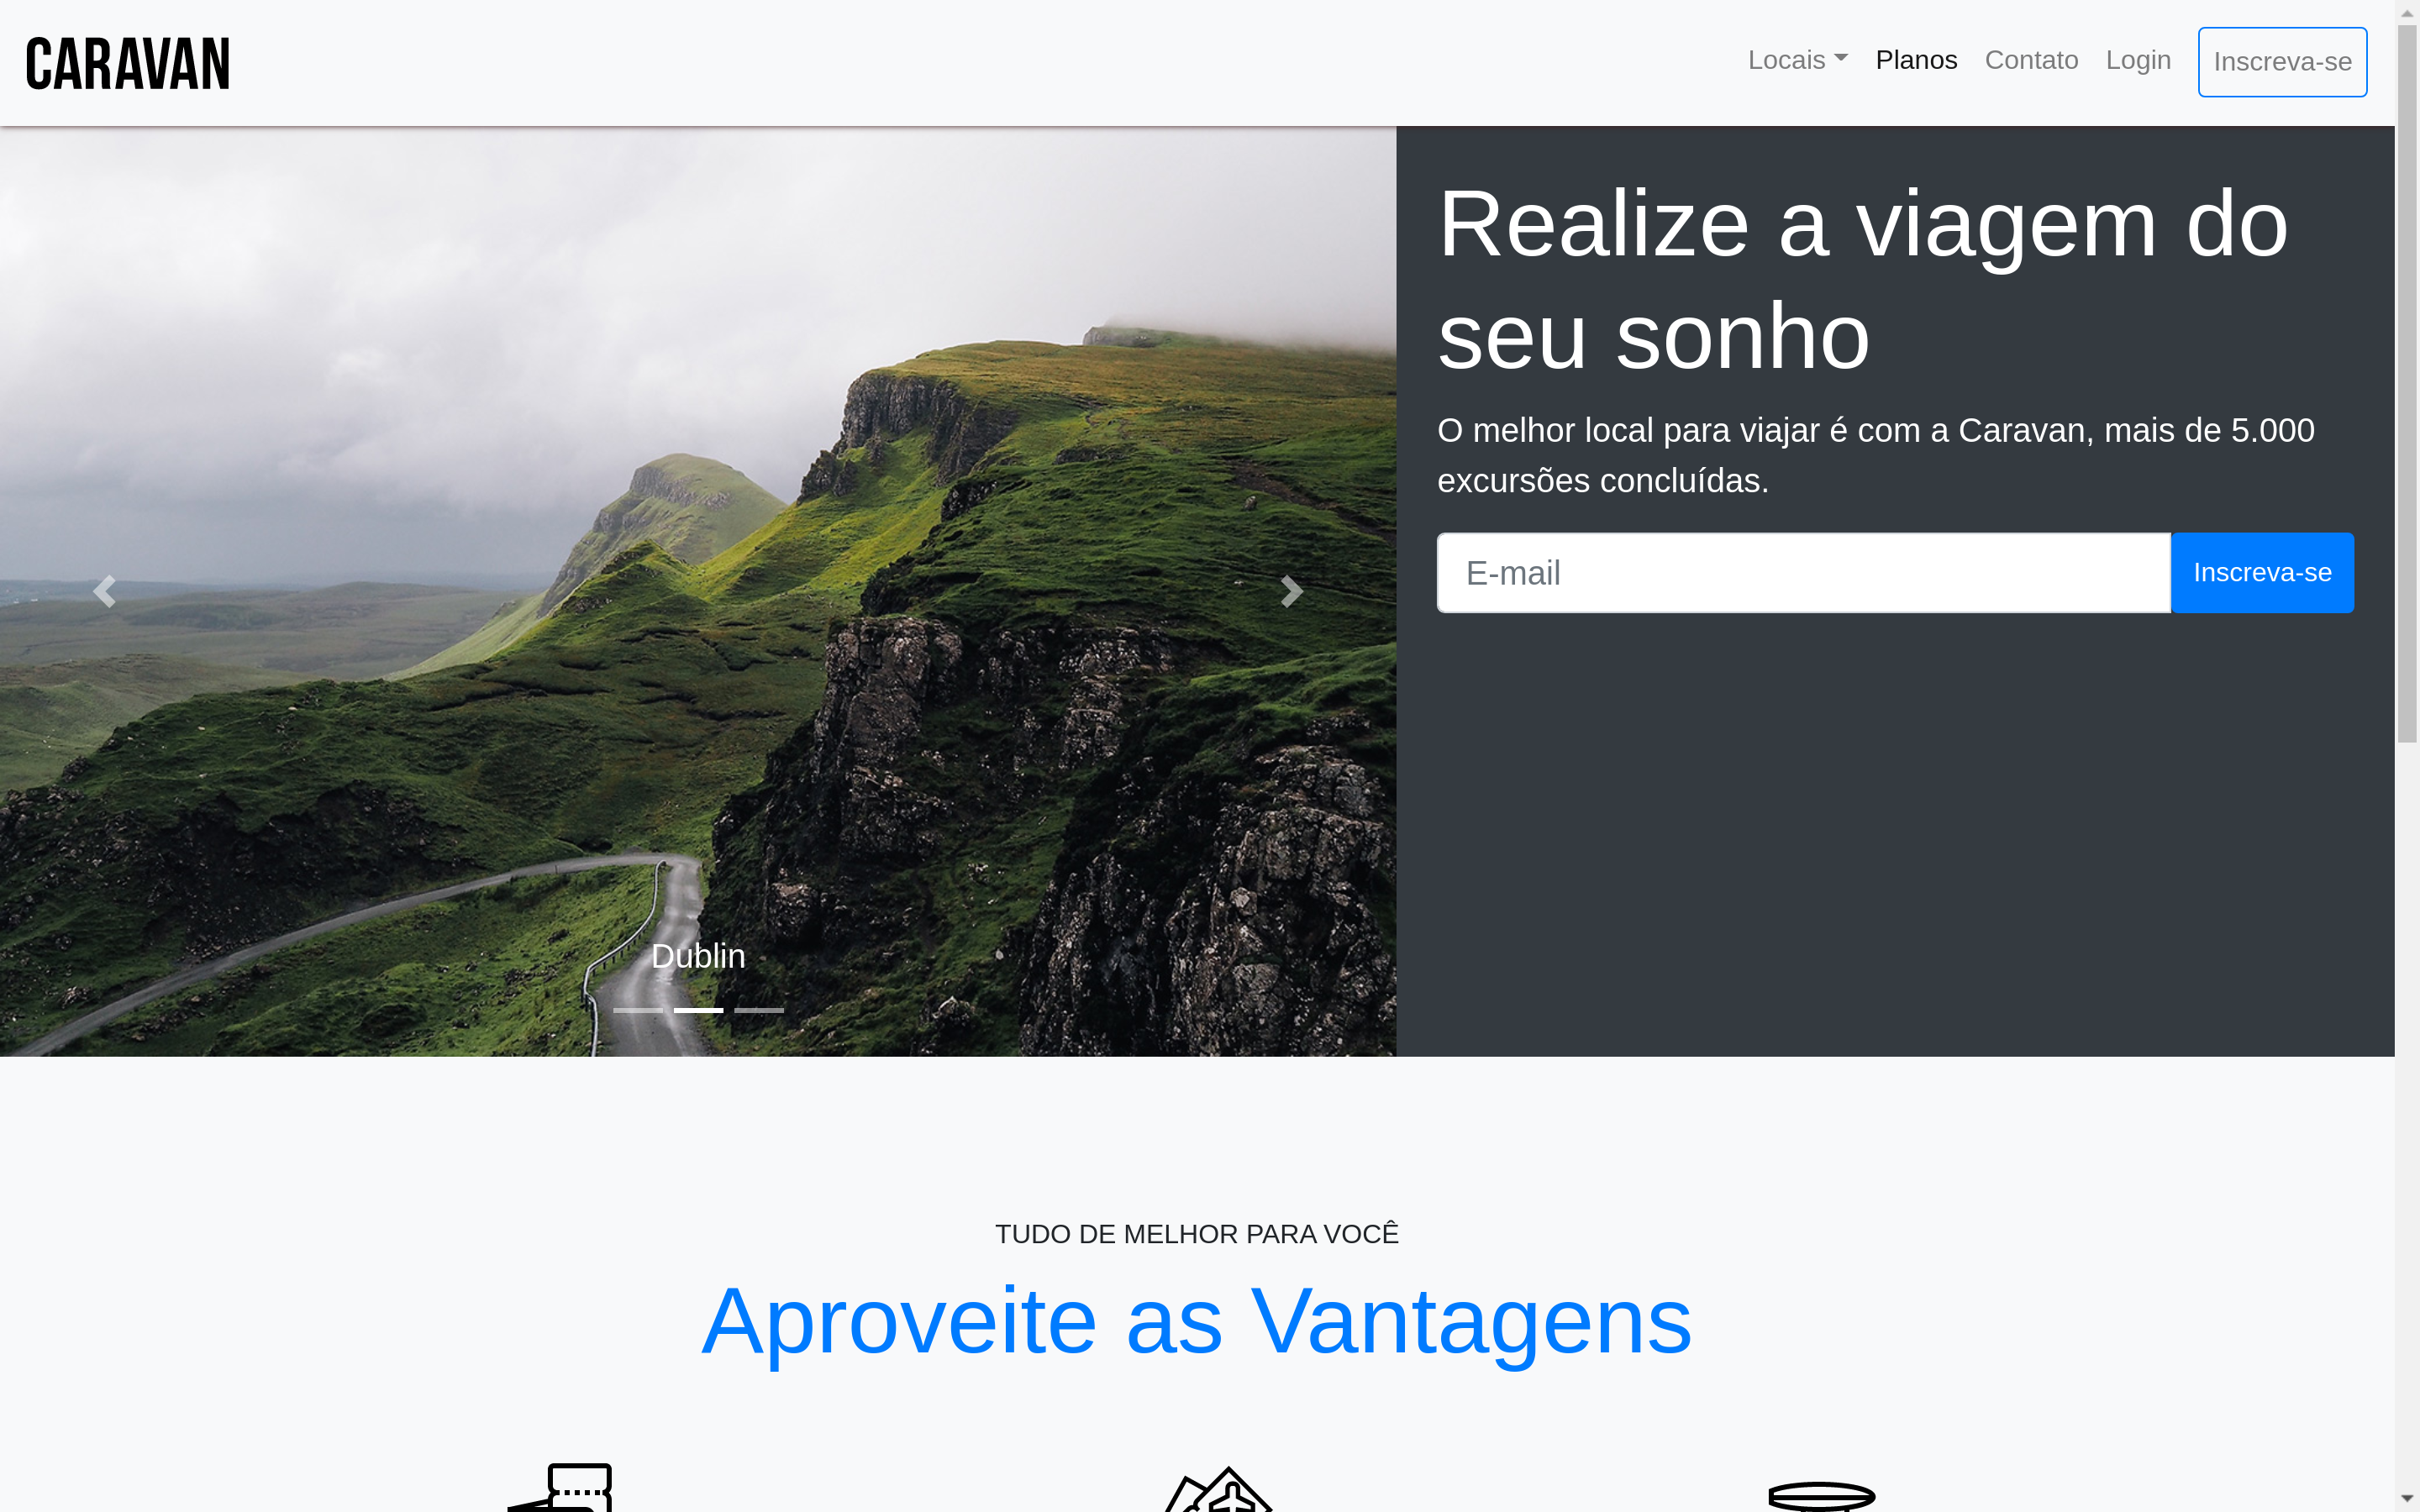 CARAVAN
Locais
Planos
Contato
Login
Inscreva-se
Realize a viagem do
seu sonho
O melhor local para viajar é com a Caravan, mais de 5.000
excursões concluídas.
E-mail
Inscreva-se
Dublin
TUDO DE MELHOR PARA VOCÊ
Aproveite as Vantagens